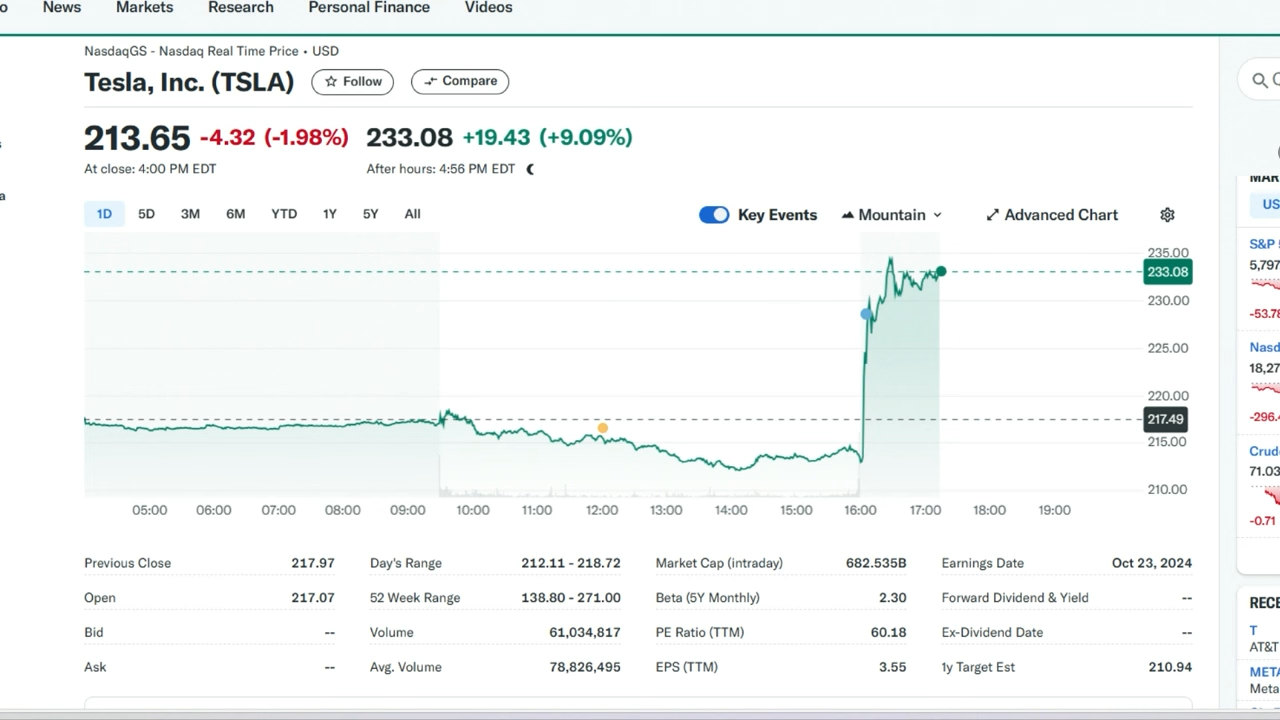 News Markets Research Personal Finance Videos
NasdaqGS - Nasdaq Real Time Price • USD
Tesla, Inc. (TSLA) Follow Compare
213.65 -4.32 (-1.98%) 233.08 +19.43 (+9.09%)
At close: 4:00 PM EDT After hours: 4:56 PM EDT
1D 5D 3M 6M YTD 1Y 5Y All Key Events Mountain Advanced Chart
235.00
233.08
230.00
225.00
220.00
217.49
215.00
210.00
05:00 06:00 07:00 08:00 09:00 10:00 11:00 12:00 13:00 14:00 15:00 16:00 17:00 18:00 19:00
Previous Close 217.97 Day's Range 212.11 - 218.72 Market Cap (intraday) 682.535B Earnings Date Oct 23, 2024
Open 217.07 52 Week Range 138.80 - 271.00 Beta (5Y Monthly) 2.30 Forward Dividend & Yield --
Bid -- Volume 61,034,817 PE Ratio (TTM) 60.18 Ex-Dividend Date --
Ask -- Avg. Volume 78,826,495 EPS (TTM) 3.55 1y Target Est 210.94
US
S&P
5,797
-53.78
Nasd
18,27
-296.4
Crude
71.03
-0.71
RECE
T
AT&T
META
Meta